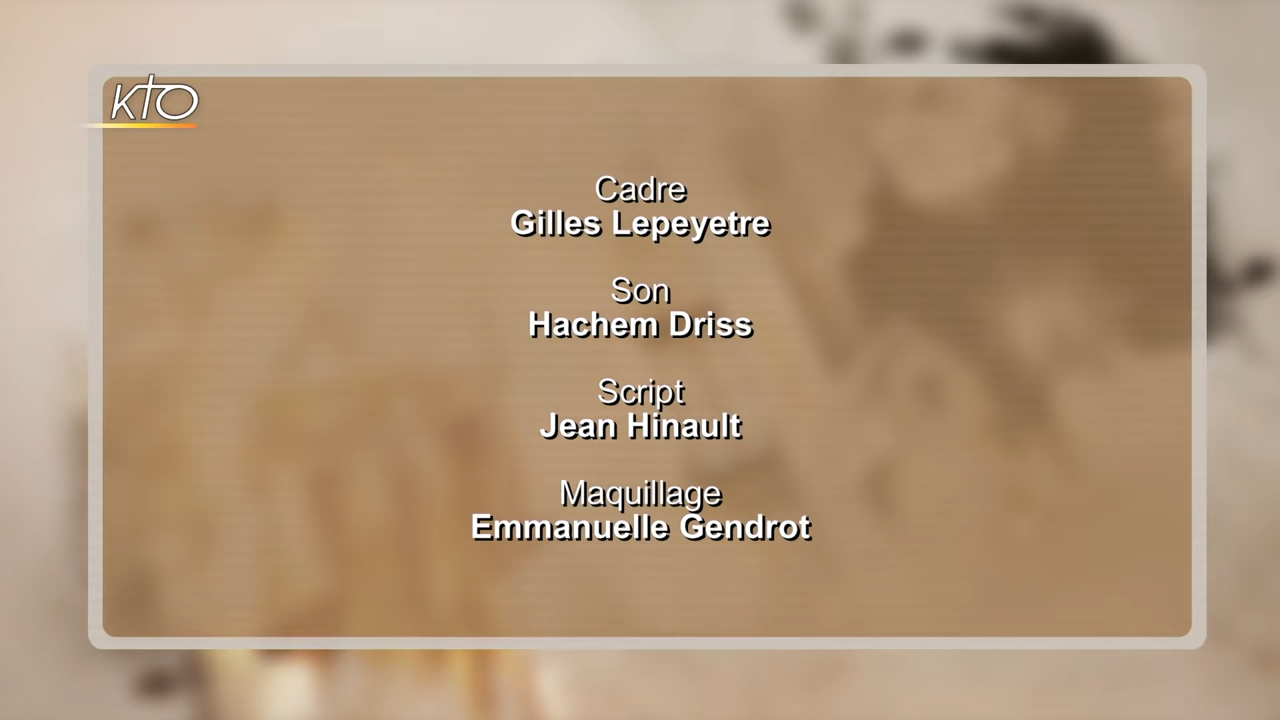 KTO
Cadre
Gilles Lepeyetre
Son
Hachem Driss
Script
Jean Hinault
Maquillage
Emmanuelle Gendrot